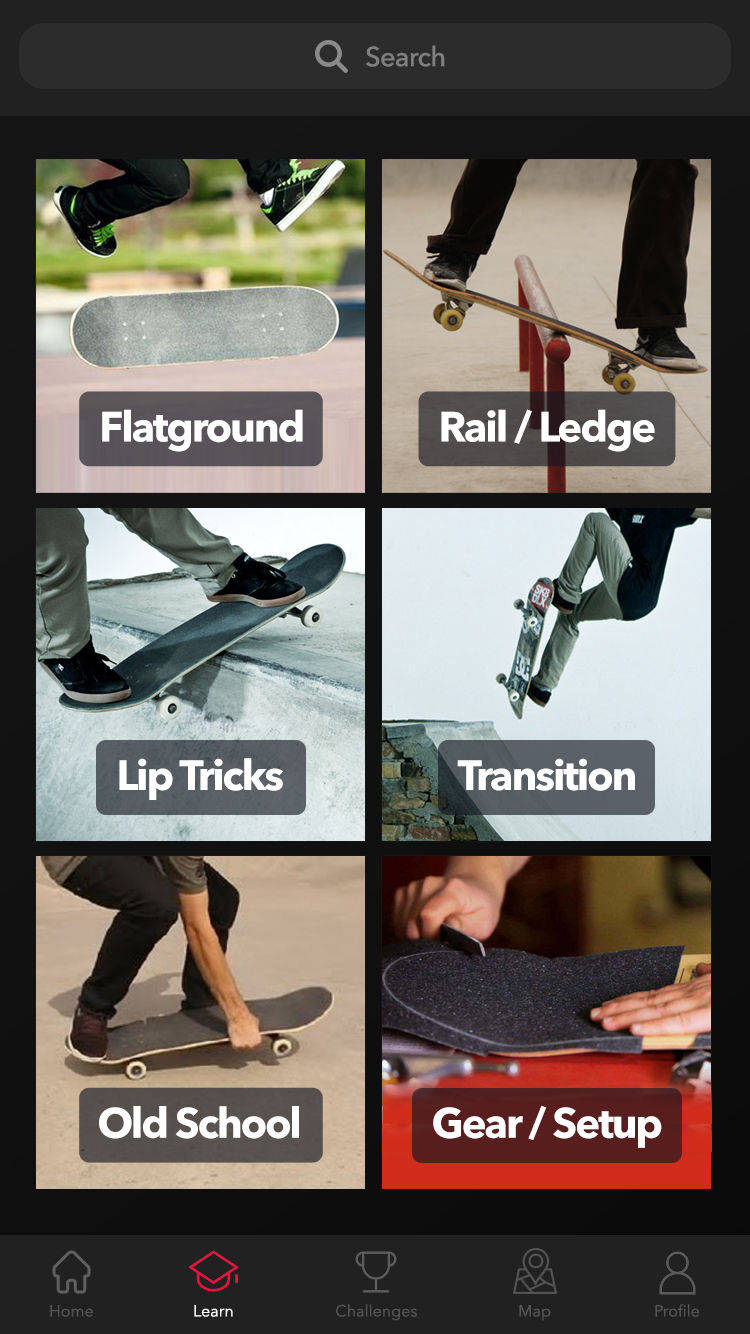 Search
Flatground
Rail / Ledge
Lip Tricks
Transition
Old School
Gear / Setup
Home
Learn
Challenges
Map
Profile